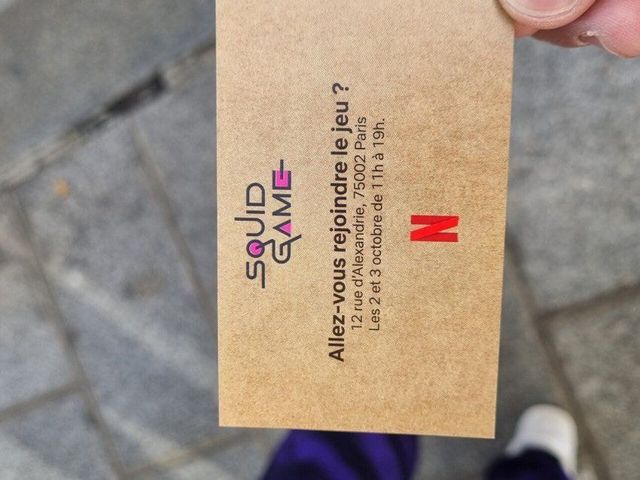 SQUID
GAME
Allez-vous rejoindre le jeu ?
12 rue d'Alexandrie, 75002 Paris
Les 2 et 3 octobre de 11h à 19h.
N